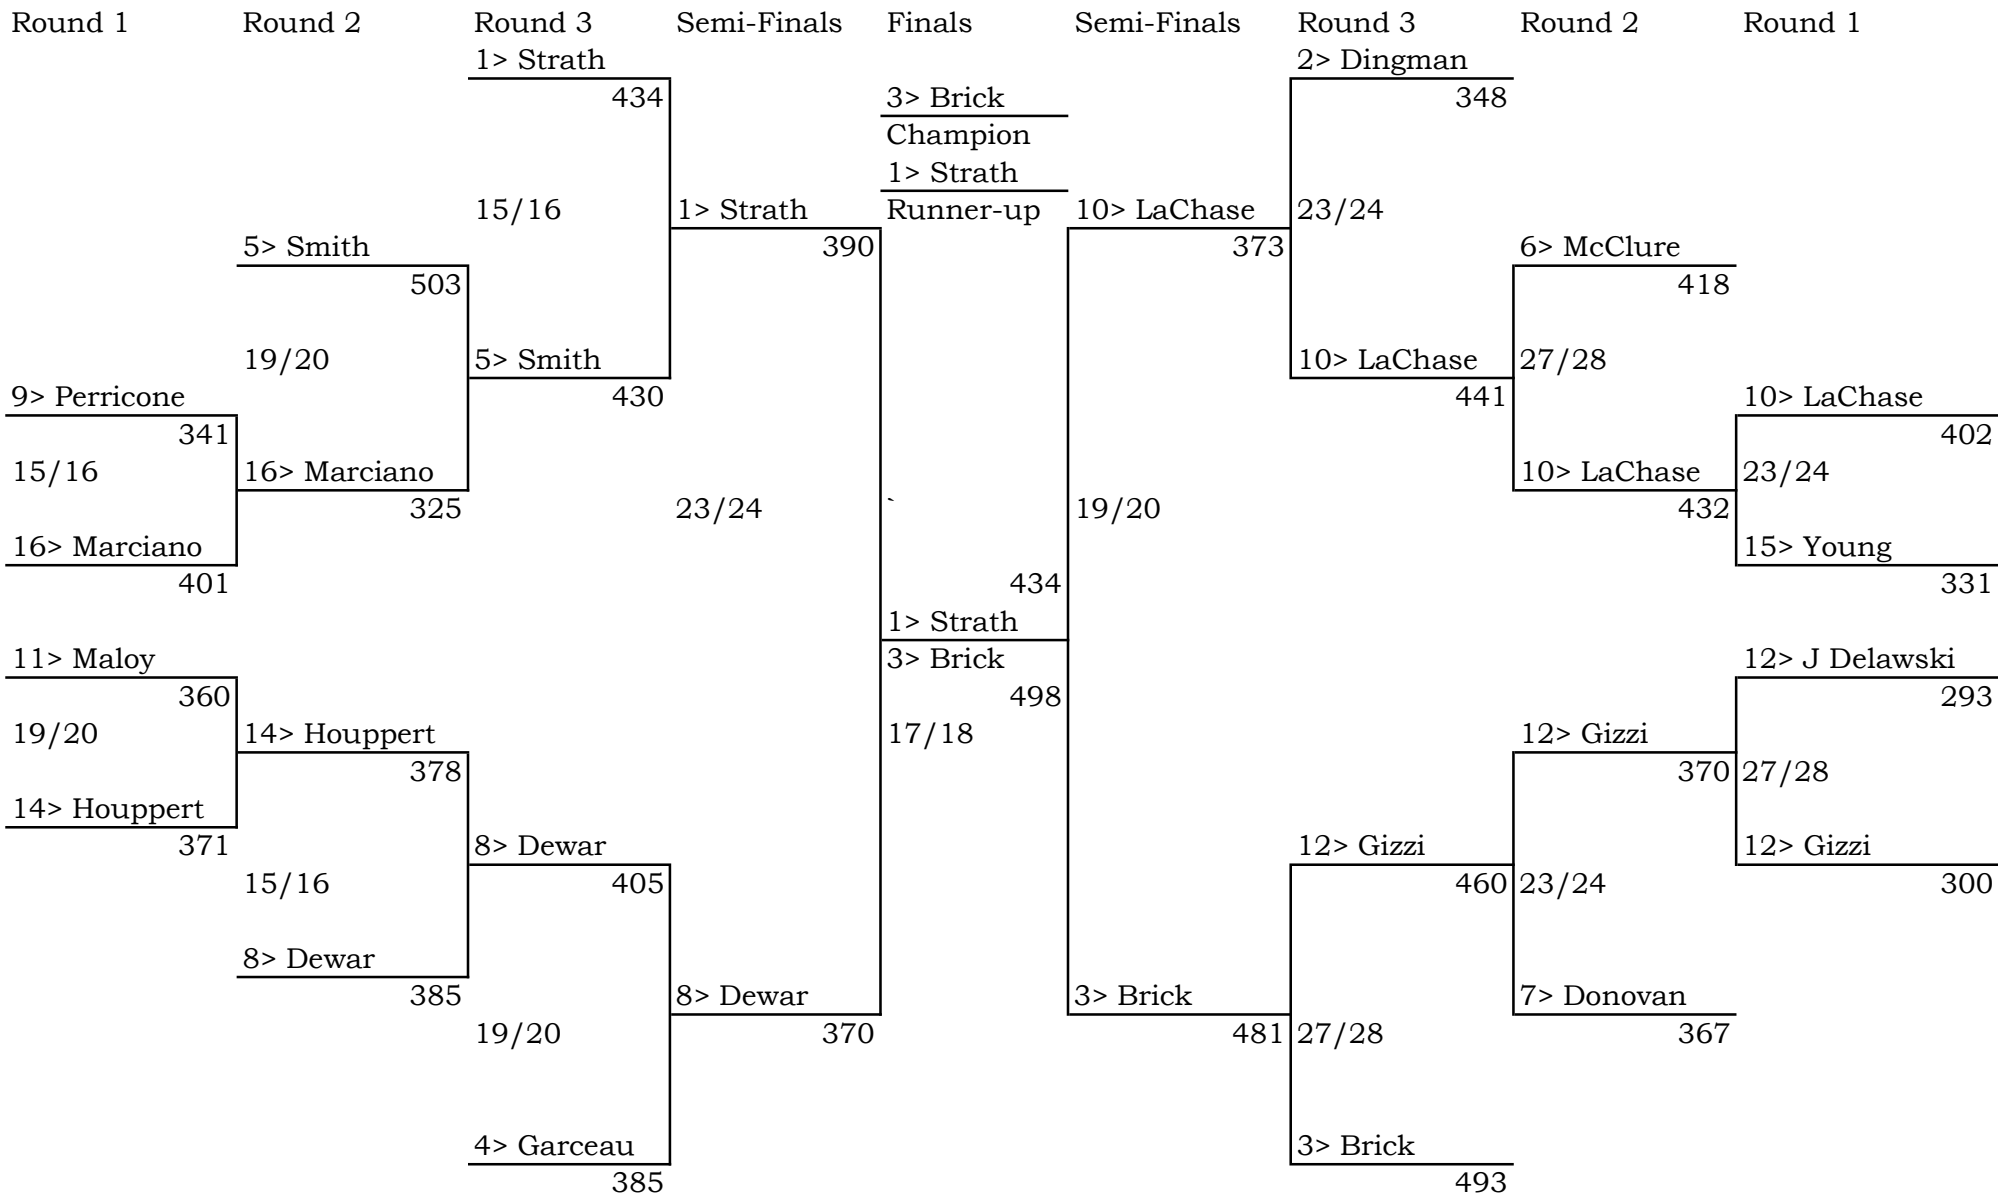 Round 1 Round 2 Round 3 Semi-Finals Finals Semi-Finals Round 3 Round 2 Round 1
1> Strath 2> Dingman
434 3> Brick 348
Champion
1> Strath
15/16 1> Strath Runner-up 10> LaChase 23/24
5> Smith 390 373 6> McClure
503 418
19/20 5> Smith 10> LaChase 27/28
9> Perricone 430 441 10> LaChase
341 402
15/16 16> Marciano 10> LaChase 23/24
325 23/24 ` 19/20 432
16> Marciano 15> Young
401 434 331
1> Strath
11> Maloy 3> Brick 12> J Delawski
360 498 293
19/20 14> Houppert 17/18 12> Gizzi
378 370 27/28
14> Houppert
371 8> Dewar 12> Gizzi 12> Gizzi
15/16 405 460 23/24 300
8> Dewar
385 8> Dewar 3> Brick 7> Donovan
19/20 370 481 27/28 367
4> Garceau 3> Brick
385 493